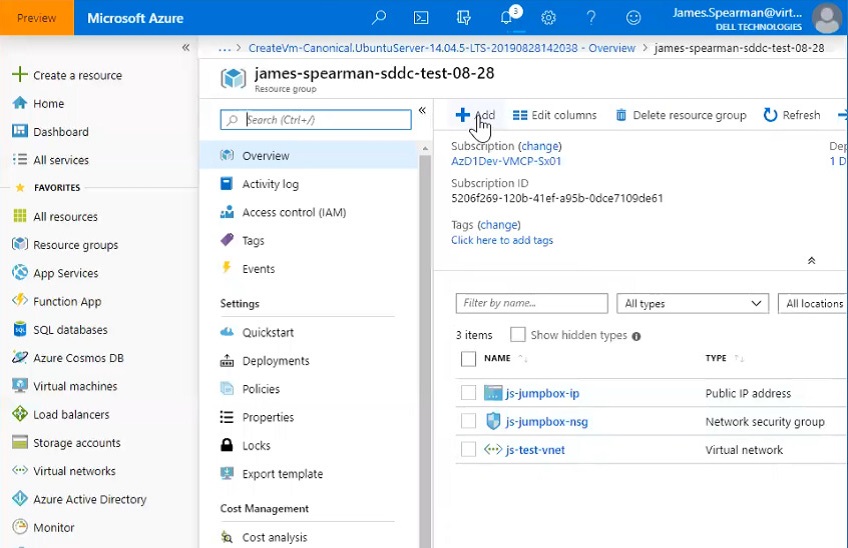 Preview
Microsoft Azure
3
James.Spearman@virt...
DELL TECHNOLOGIES
«
... > CreateVm-Canonical.UbuntuServer-14.04.5-LTS-20190828142038 - Overview > james-spearman-sddc-test-08-28
james-spearman-sddc-test-08-28
Resource group
Create a resource
Home
Dashboard
All services
FAVORITES
All resources
Resource groups
App Services
Function App
SQL databases
Azure Cosmos DB
Virtual machines
Load balancers
Storage accounts
Virtual networks
Azure Active Directory
Monitor
Search (Ctrl+/)
«
Overview
Activity log
Access control (IAM)
Tags
Events
Settings
Quickstart
Deployments
Policies
Properties
Locks
Export template
Cost Management
Cost analysis
Add
Edit columns
Delete resource group
Refresh
Subscription (change)
AzD1Dev-VMCP-Sx01
De
1 D
Subscription ID
5206f269-120b-41ef-a95b-0dce7109de61
Tags (change)
Click here to add tags
Filter by name...
All types
All locations
3 items
Show hidden types
NAME
TYPE
js-jumpbox-ip
Public IP address
js-jumpbox-nsg
Network security group
js-test-vnet
Virtual network